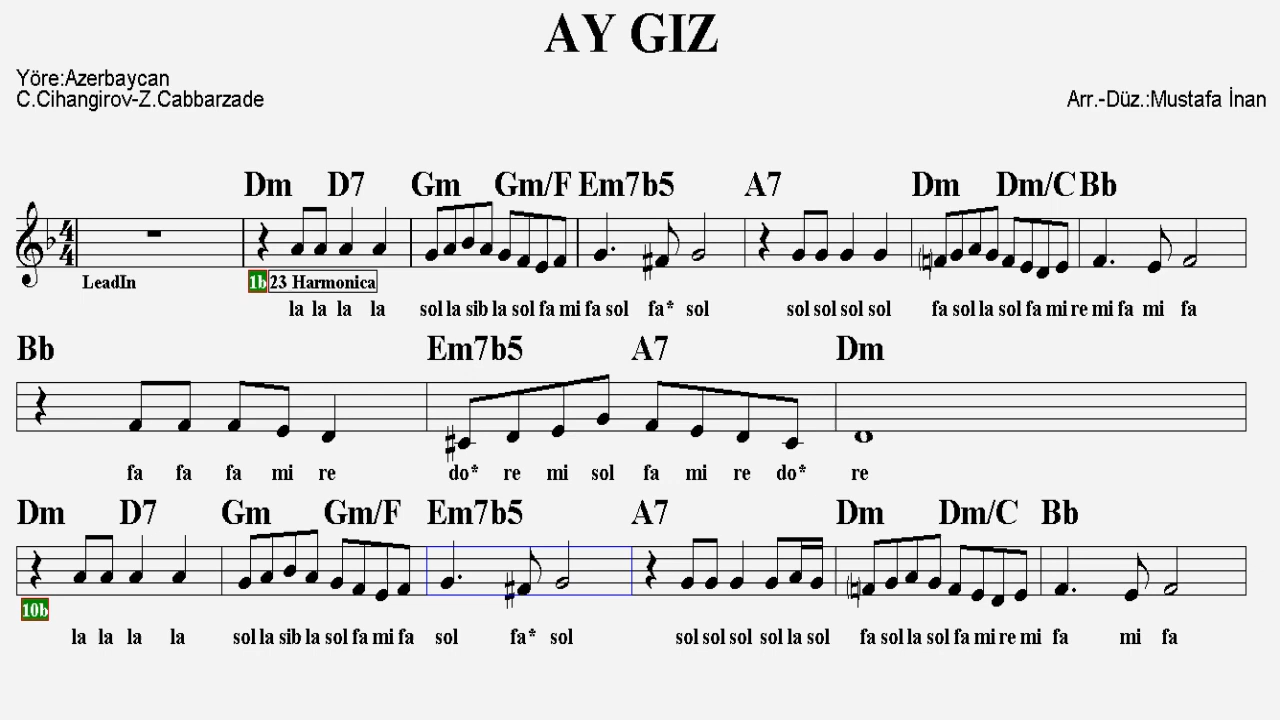 AY GIZ
Yöre:Azerbaycan
C.Cihangirov-Z.Cabbarzade
Arr.-Düz.:Mustafa İnan
Dm D7 Gm Gm/F Em7b5 A7 Dm Dm/C Bb
4
4
LeadIn 1b 23 Harmonica
la la la la sol la sib la sol fa mi fa sol fa* sol sol sol sol sol fa sol la sol fa mi re mi fa mi fa
Bb Em7b5 A7 Dm
fa fa fa mi re do* re mi sol fa mi re do* re
Dm D7 Gm Gm/F Em7b5 A7 Dm Dm/C Bb
10b
la la la la sol la sib la sol fa mi fa sol fa* sol sol sol sol sol la sol fa sol la sol fa mi re mi fa mi fa